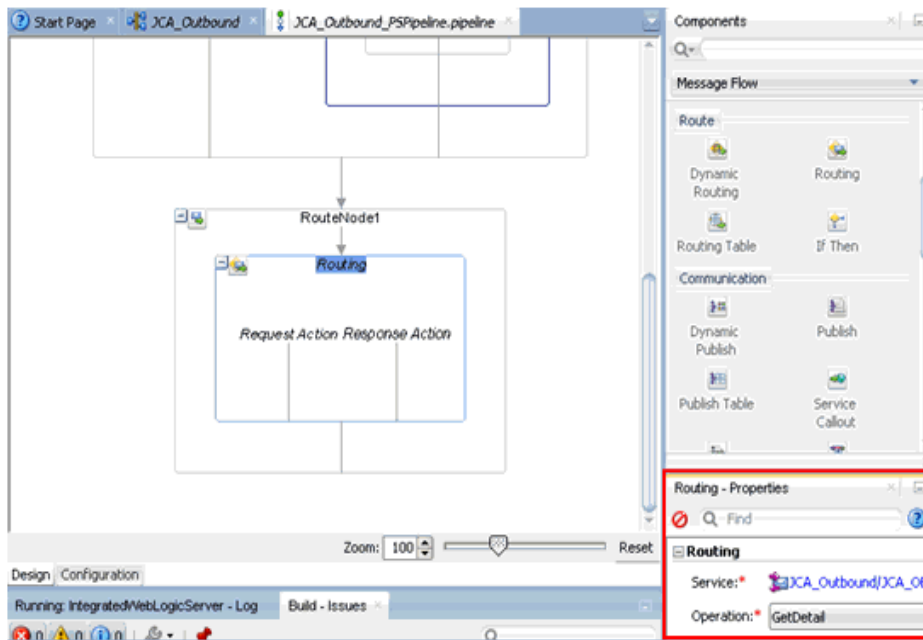 Start Page
JCA_Outbound
JCA_Outbound_PSPipeline.pipeline
RouteNode1
Routing
Request Action Response Action
Zoom: 100 Reset
Design Configuration
Running: IntegratedWebLogicServer - Log Build - Issues
0 0 0
Components
Message Flow
Route
Dynamic Routing
Routing
Routing Table
If Then
Communication
Dynamic Publish
Publish
Publish Table
Service Callout
Routing - Properties
Find
Routing
Service:* JCA_Outbound/JCA_
Operation:* GetDetail